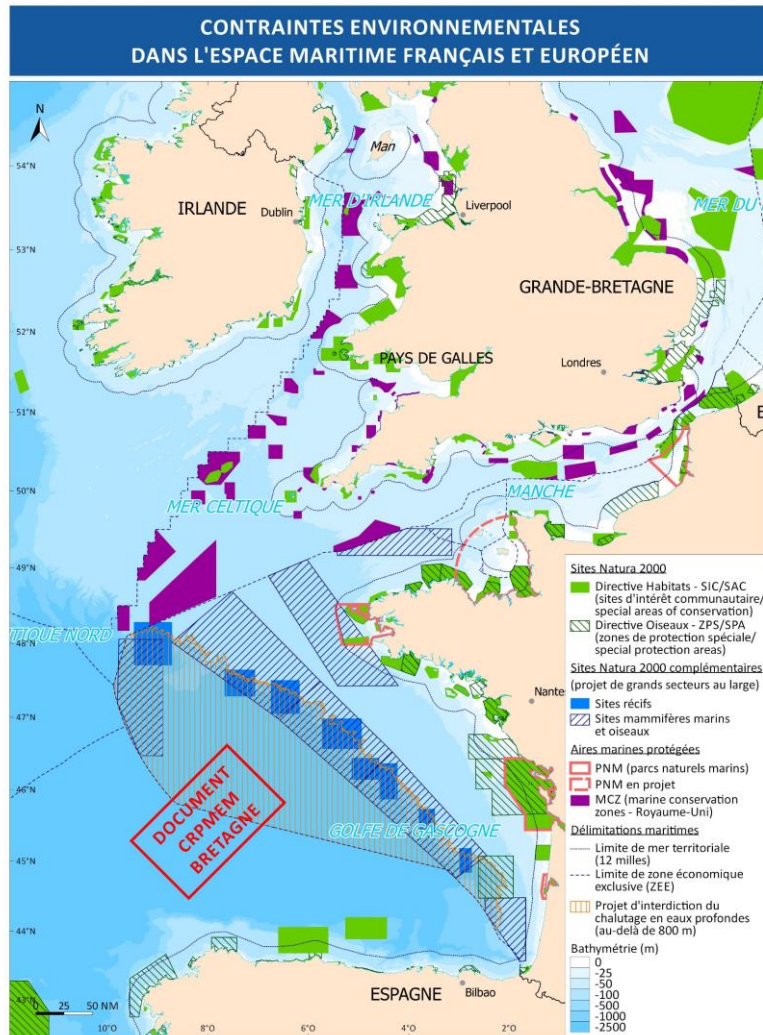 CONTRAINTES ENVIRONNEMENTALES
DANS L'ESPACE MARITIME FRANÇAIS ET EUROPÉEN
N
54°N
53°N
52°N
51°N
50°N
49°N
48°N
47°N
46°N
45°N
44°N
43°N
Man
IRLANDE
Dublin
MER D'IRLANDE
Liverpool
MER DU
GRANDE-BRETAGNE
PAYS DE GALLES
Londres
MER CELTIQUE
MANCHE
TIQUE NORD
Nantes
DOCUMENT
CRPMEM
BRETAGNE
GOLFE DE GASCOGNE
ESPAGNE
Bilbao
0 25 50 NM
10°0'
8°0'
6°0'
4°0'
2°0'
Sites Natura 2000
Directive Habitats - SIC/SAC
(sites d'intérêt communautaire/
special areas of conservation)
Directive Oiseaux - ZPS/SPA
(zones de protection spéciale/
special protection areas)
Sites Natura 2000 complémentaires
(projet de grands secteurs au large)
Sites récifs
Sites mammifères marins
et oiseaux
Aires marines protégées
PNM (parcs naturels marins)
PNM en projet
MCZ (marine conservation
zones - Royaume-Uni)
Délimitations maritimes
Limite de mer territoriale
(12 milles)
Limite de zone économique
exclusive (ZEE)
Projet d'interdiction du
chalutage en eaux profondes
(au-delà de 800 m)
Bathymétrie (m)
0
-25
-50
-100
-500
-1000
-2500